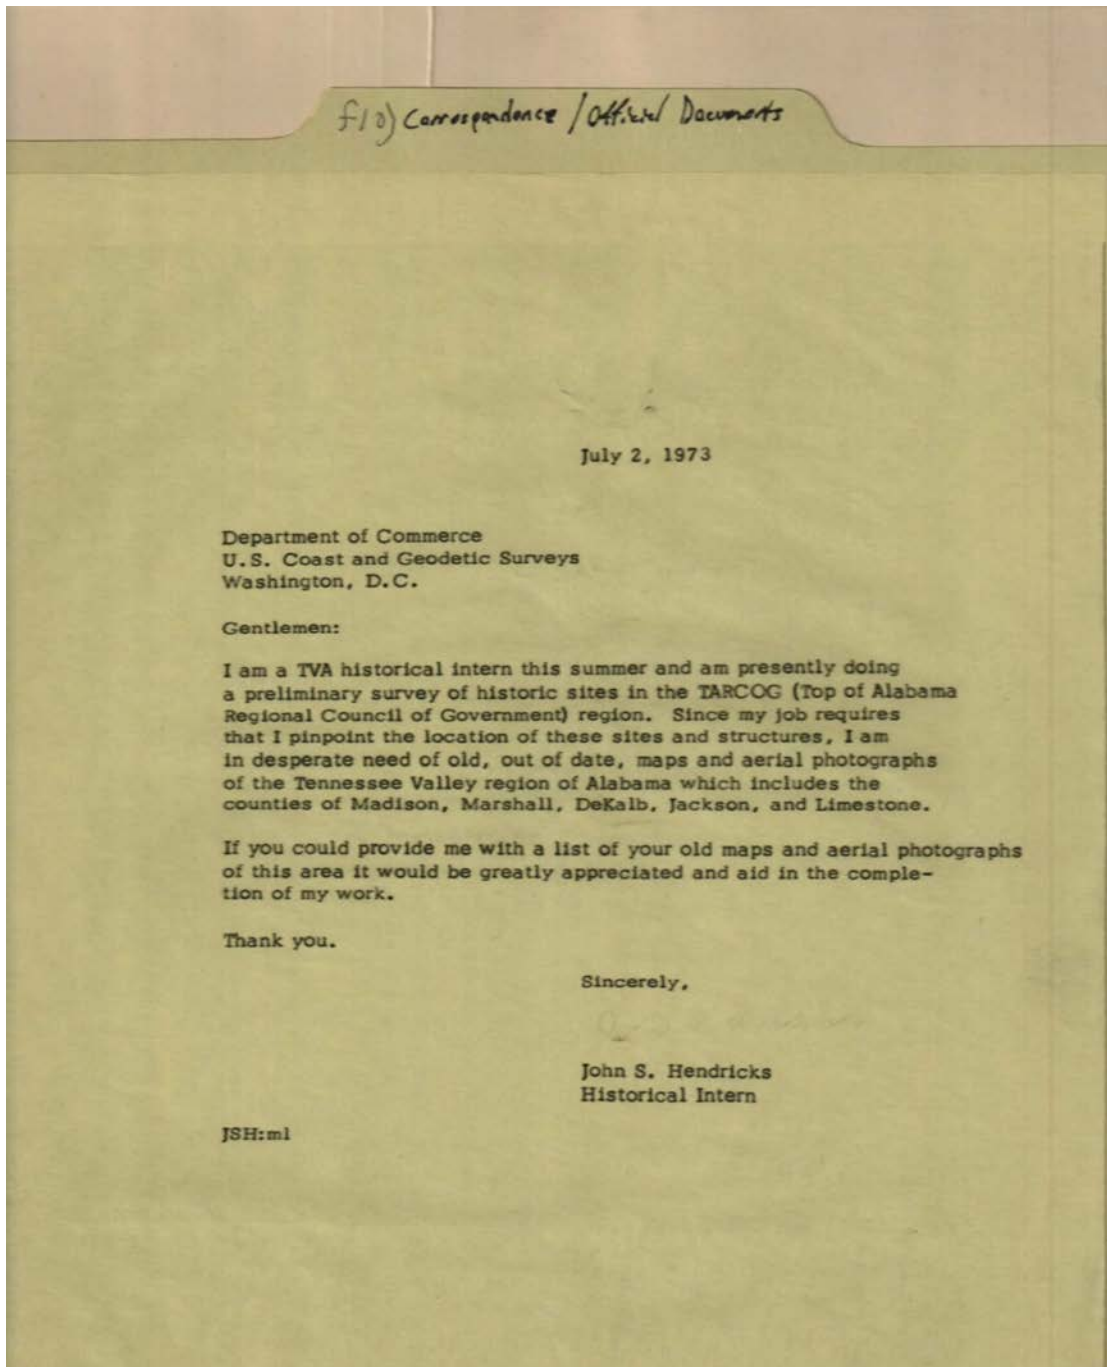 f10) Correspondence / Official Documents
July 2, 1973
Department of Commerce
U.S. Coast and Geodetic Surveys
Washington, D.C.
Gentlemen:
I am a TVA historical intern this summer and am presently doing
a preliminary survey of historic sites in the TARCOG (Top of Alabama
Regional Council of Government) region. Since my job requires
that I pinpoint the location of these sites and structures, I am
in desperate need of old, out of date, maps and aerial photographs
of the Tennessee Valley region of Alabama which includes the
counties of Madison, Marshall, DeKalb, Jackson, and Limestone.
If you could provide me with a list of your old maps and aerial photographs
of this area it would be greatly appreciated and aid in the comple-
tion of my work.
Thank you.
Sincerely,
John S. Hendricks
Historical Intern
JSH:ml